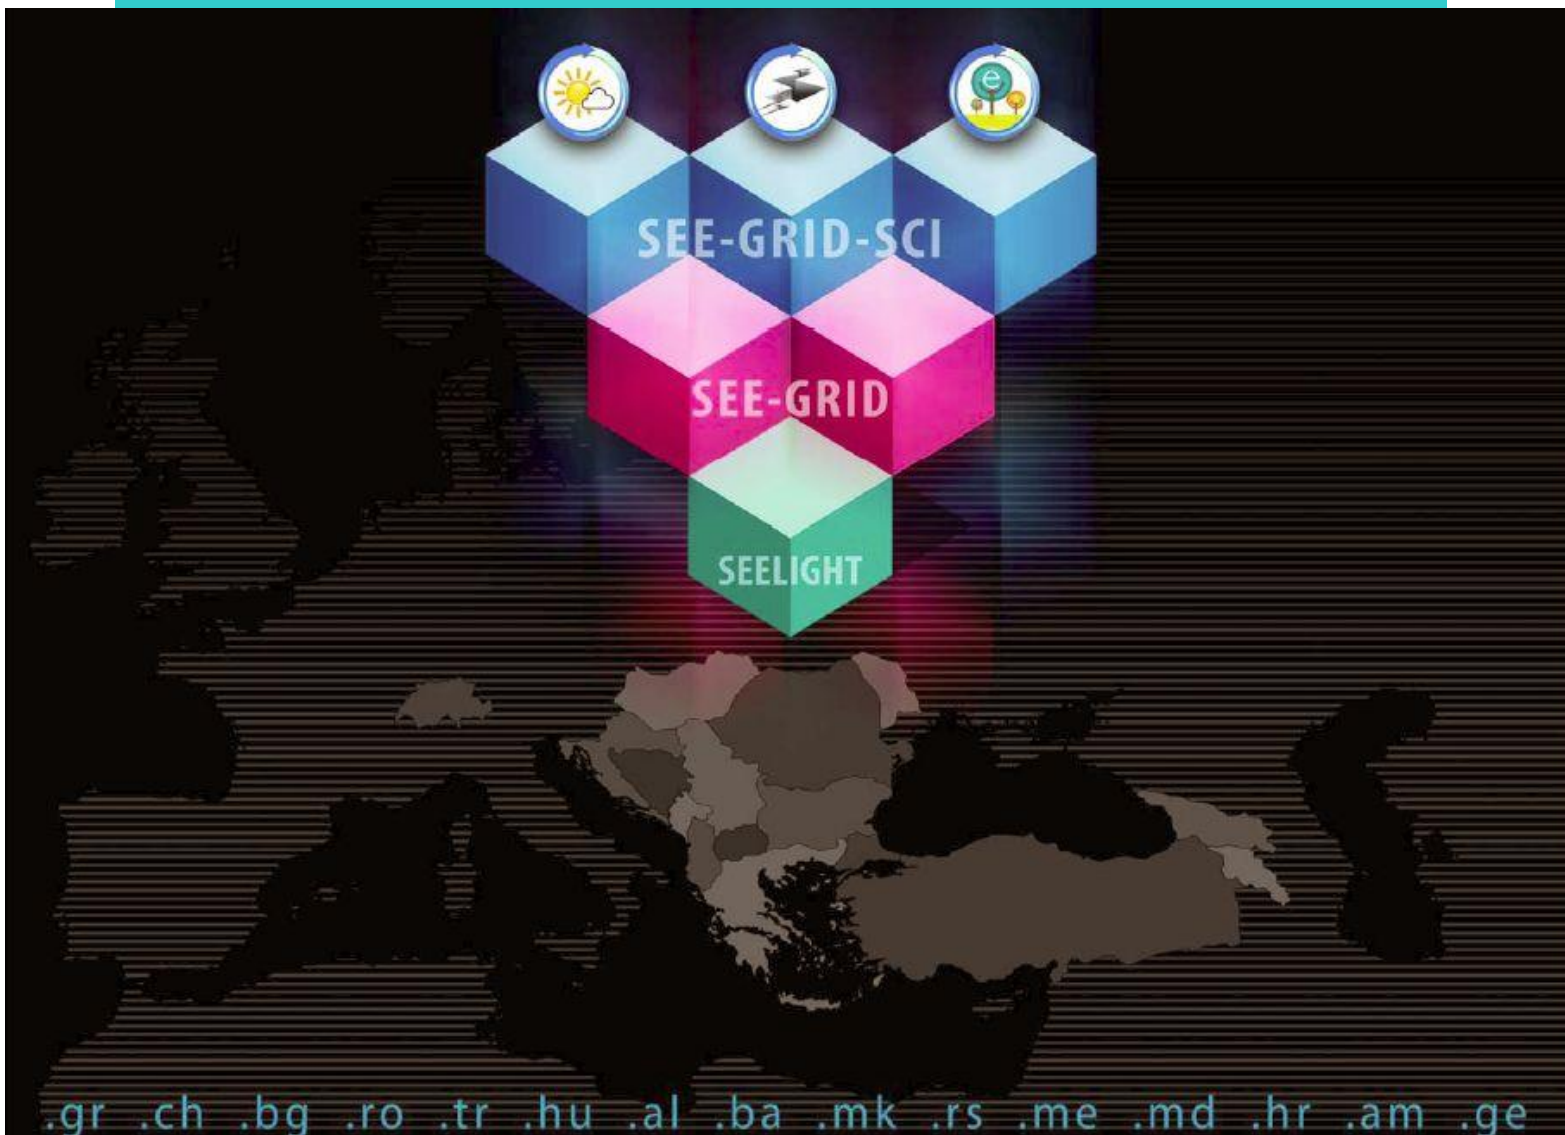 e
SEE-GRID-SCI
SEE-GRID
SEELIGHT
.gr .ch .bg .ro .tr .hu .al .ba .mk .rs .me .md .hr .am .ge